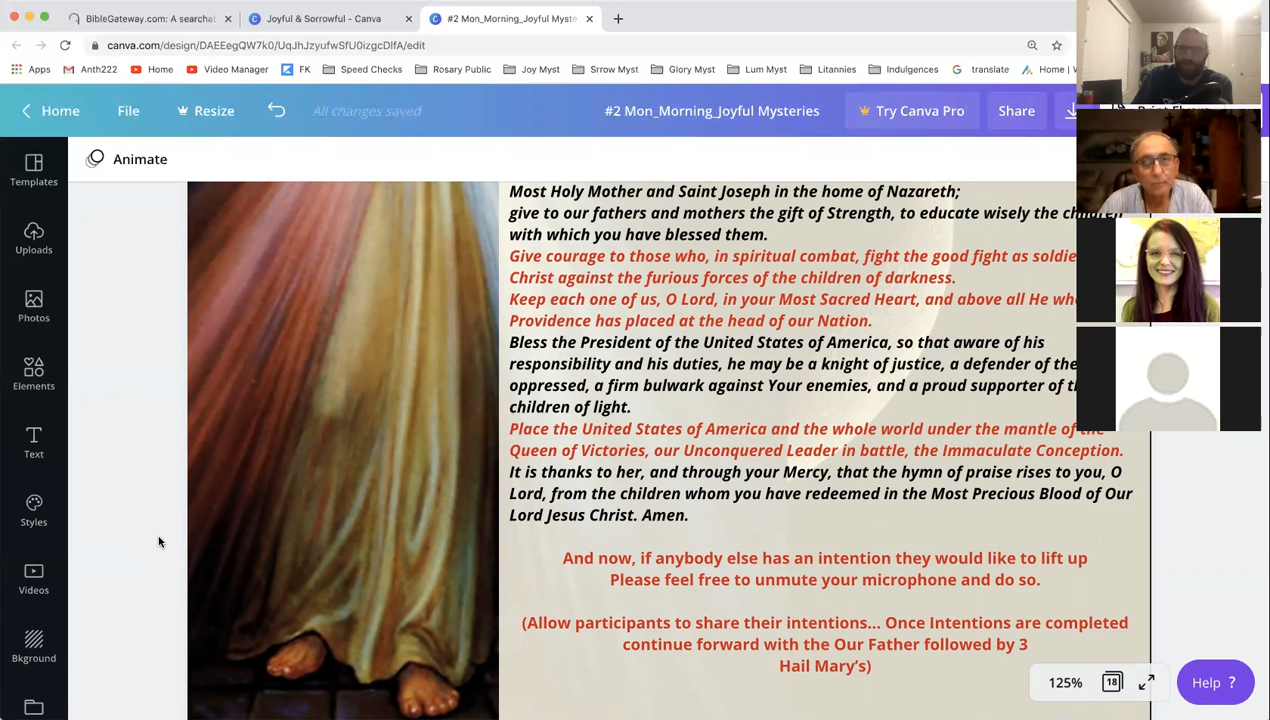 BibleGateway.com: A searchal
Joyful & Sorrowful - Canva
#2 Mon_Morning_Joyful Myste
canva.com/design/DAEEegQW7k0/UqJhJzyufwSfU0izgcDlfA/edit
Apps
Anth222
Home
Video Manager
FK
Speed Checks
Rosary Public
Joy Myst
Srrow Myst
Glory Myst
Lum Myst
Litannies
Indulgences
translate
Home | W
Home
File
Resize
All changes saved
#2 Mon_Morning_Joyful Mysteries
Try Canva Pro
Share
Animate
Templates
Uploads
Photos
Elements
Text
Styles
Videos
Bkground
Most Holy Mother and Saint Joseph in the home of Nazareth;
give to our fathers and mothers the gift of Strength, to educate wisely the children
with which you have blessed them.
Give courage to those who, in spiritual combat, fight the good fight as soldie
Christ against the furious forces of the children of darkness.
Keep each one of us, O Lord, in your Most Sacred Heart, and above all He wh
Providence has placed at the head of our Nation.
Bless the President of the United States of America, so that aware of his
responsibility and his duties, he may be a knight of justice, a defender of the
oppressed, a firm bulwark against Your enemies, and a proud supporter of th
children of light.
Place the United States of America and the whole world under the mantle of the
Queen of Victories, our Unconquered Leader in battle, the Immaculate Conception.
It is thanks to her, and through your Mercy, that the hymn of praise rises to you, O
Lord, from the children whom you have redeemed in the Most Precious Blood of Our
Lord Jesus Christ. Amen.
And now, if anybody else has an intention they would like to lift up
Please feel free to unmute your microphone and do so.
(Allow participants to share their intentions... Once Intentions are completed
continue forward with the Our Father followed by 3
Hail Mary's)
125%
18
Help ?